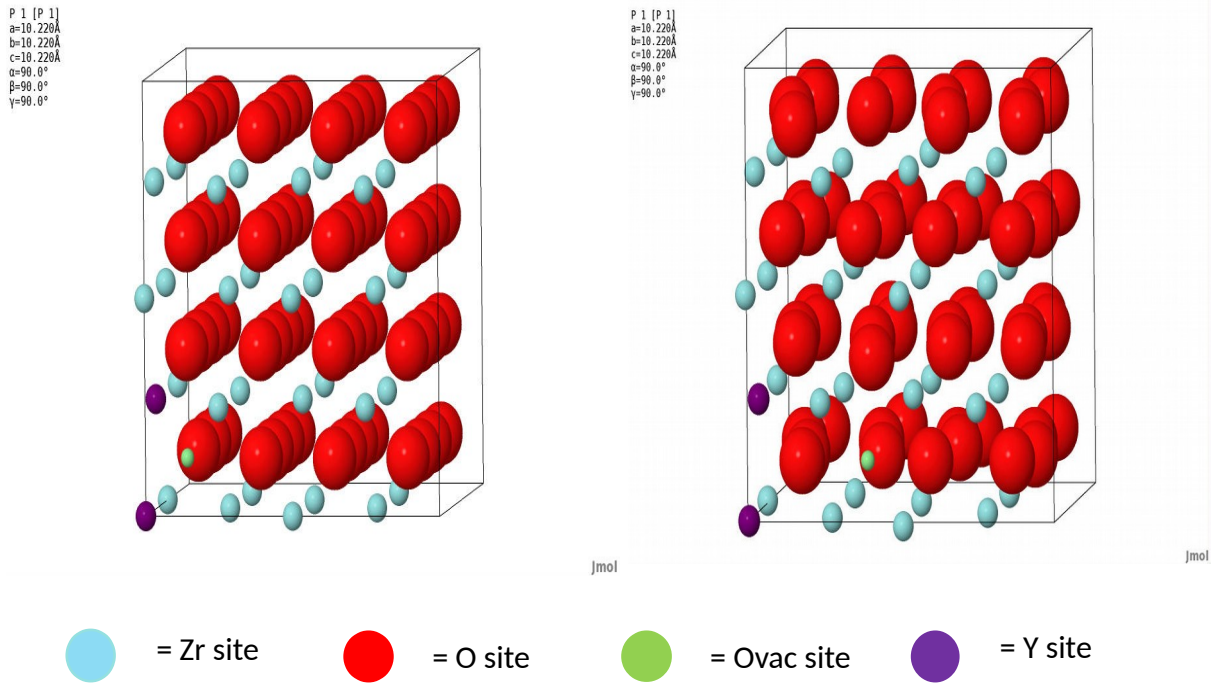 P 1 [P 1]
a=10.220Å
b=10.220Å
c=10.220Å
α=90.0°
β=90.0°
γ=90.0°
Jmol
P 1 [P 1]
a=10.220Å
b=10.220Å
c=10.220Å
α=90.0°
β=90.0°
γ=90.0°
Jmol
= Zr site
= O site
= Ovac site
= Y site